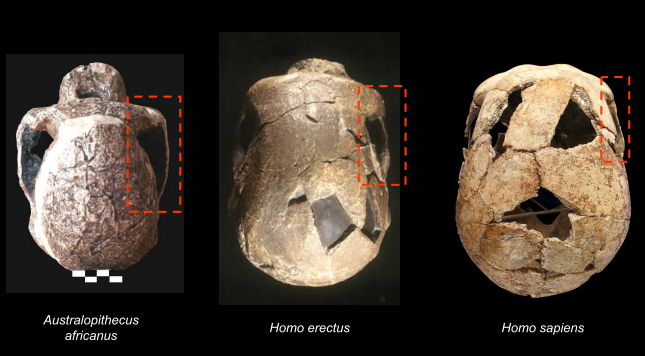 Australopithecus
africanus
Homo erectus
Homo sapiens